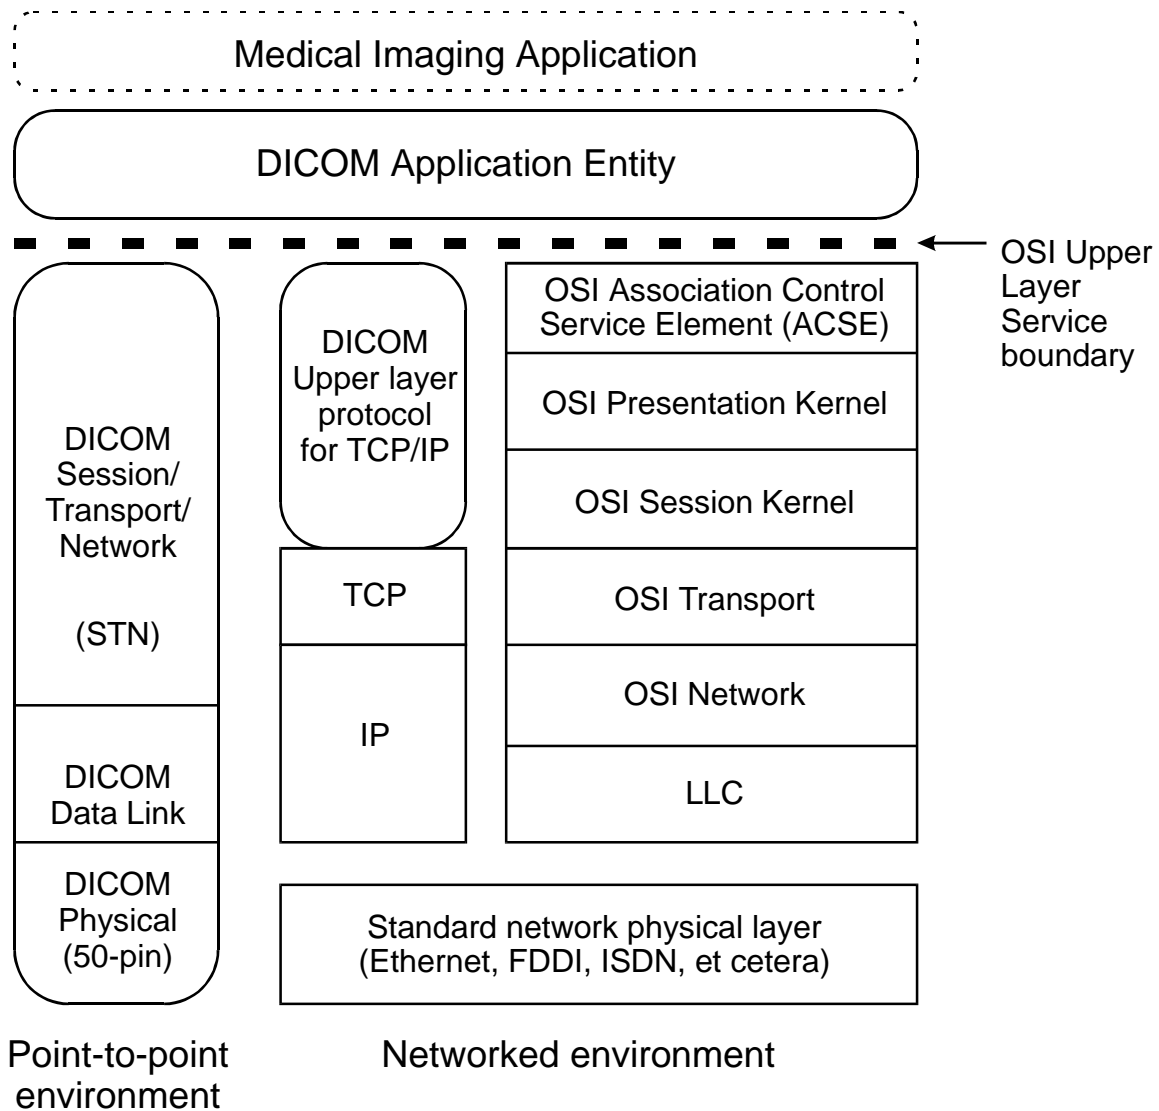 Medical Imaging Application
DICOM Application Entity
OSI Upper
Layer
Service
boundary
DICOM
Session/
Transport/
Network
(STN)
DICOM
Data Link
DICOM
Physical
(50-pin)
DICOM
Upper layer
protocol
for TCP/IP
TCP
IP
OSI Association Control
Service Element (ACSE)
OSI Presentation Kernel
OSI Session Kernel
OSI Transport
OSI Network
LLC
Standard network physical layer
(Ethernet, FDDI, ISDN, et cetera)
Point-to-point
environment
Networked environment